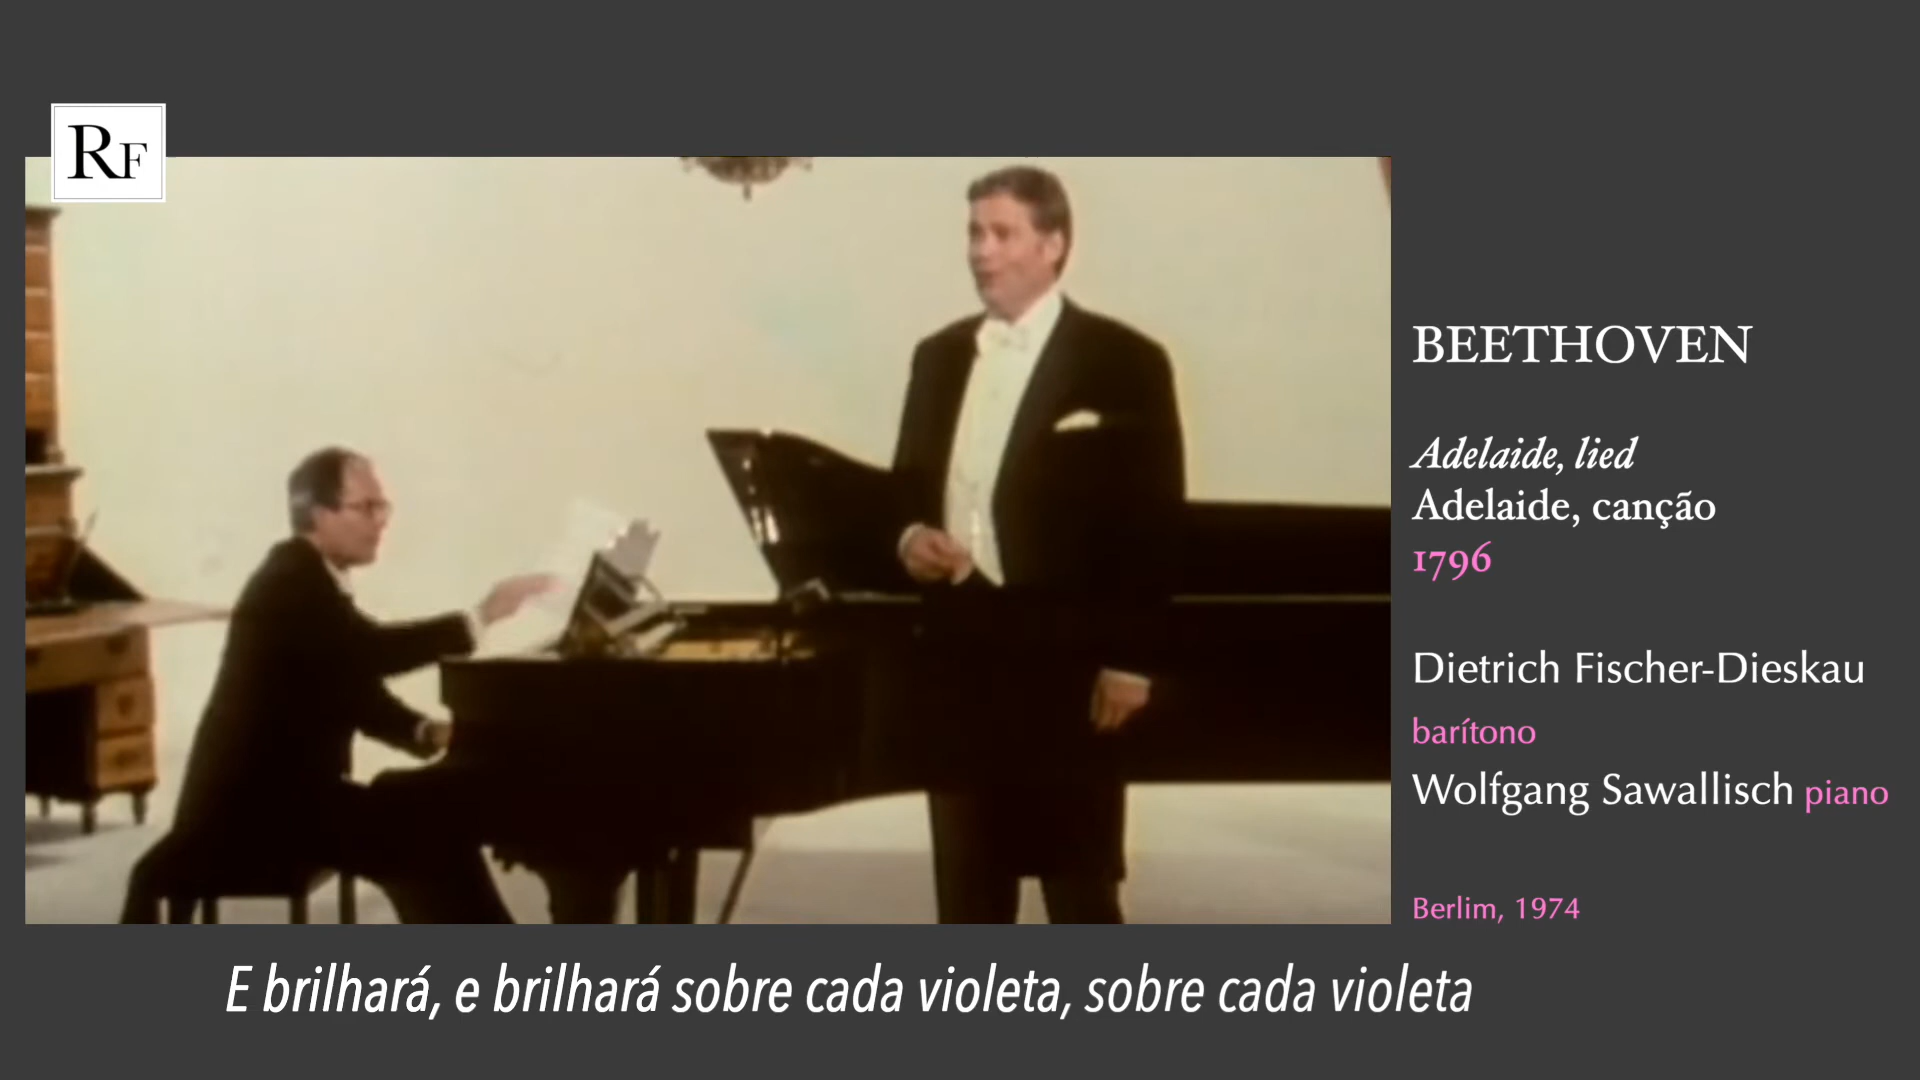 RF
BEETHOVEN
Adelaide, lied
Adelaide, canção
1796
Dietrich Fischer-Dieskau
barítono
Wolfgang Sawallisch piano
Berlim, 1974
E brilhará, e brilhará sobre cada violeta, sobre cada violeta